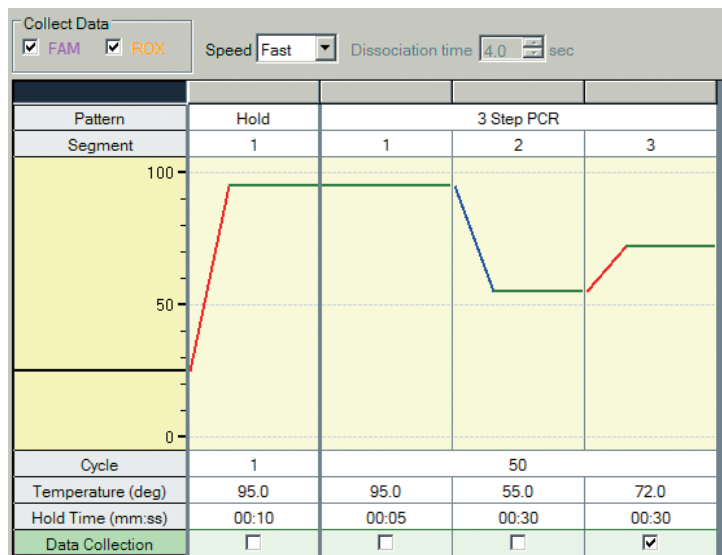 Collect Data
FAM ROX Speed Fast Dissociation time 4.0 sec
Pattern Hold 3 Step PCR
Segment 1 1 2 3
100
50
0
Cycle 1 50
Temperature (deg) 95.0 95.0 55.0 72.0
Hold Time (mm:ss) 00:10 00:05 00:30 00:30
Data Collection